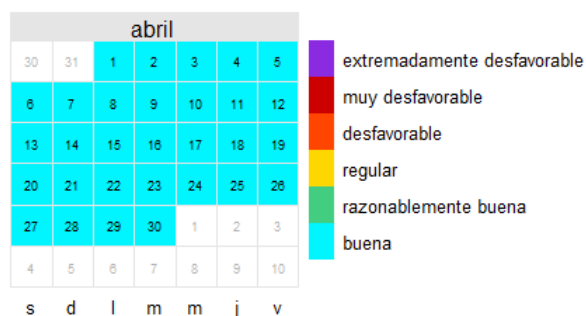 abril
30 31 1 2 3 4 5
6 7 8 9 10 11 12
13 14 15 16 17 18 19
20 21 22 23 24 25 26
27 28 29 30 1 2 3
4 5 6 7 8 9 10
s d l m m j v
extremadamente desfavorable
muy desfavorable
desfavorable
regular
razonablemente buena
buena